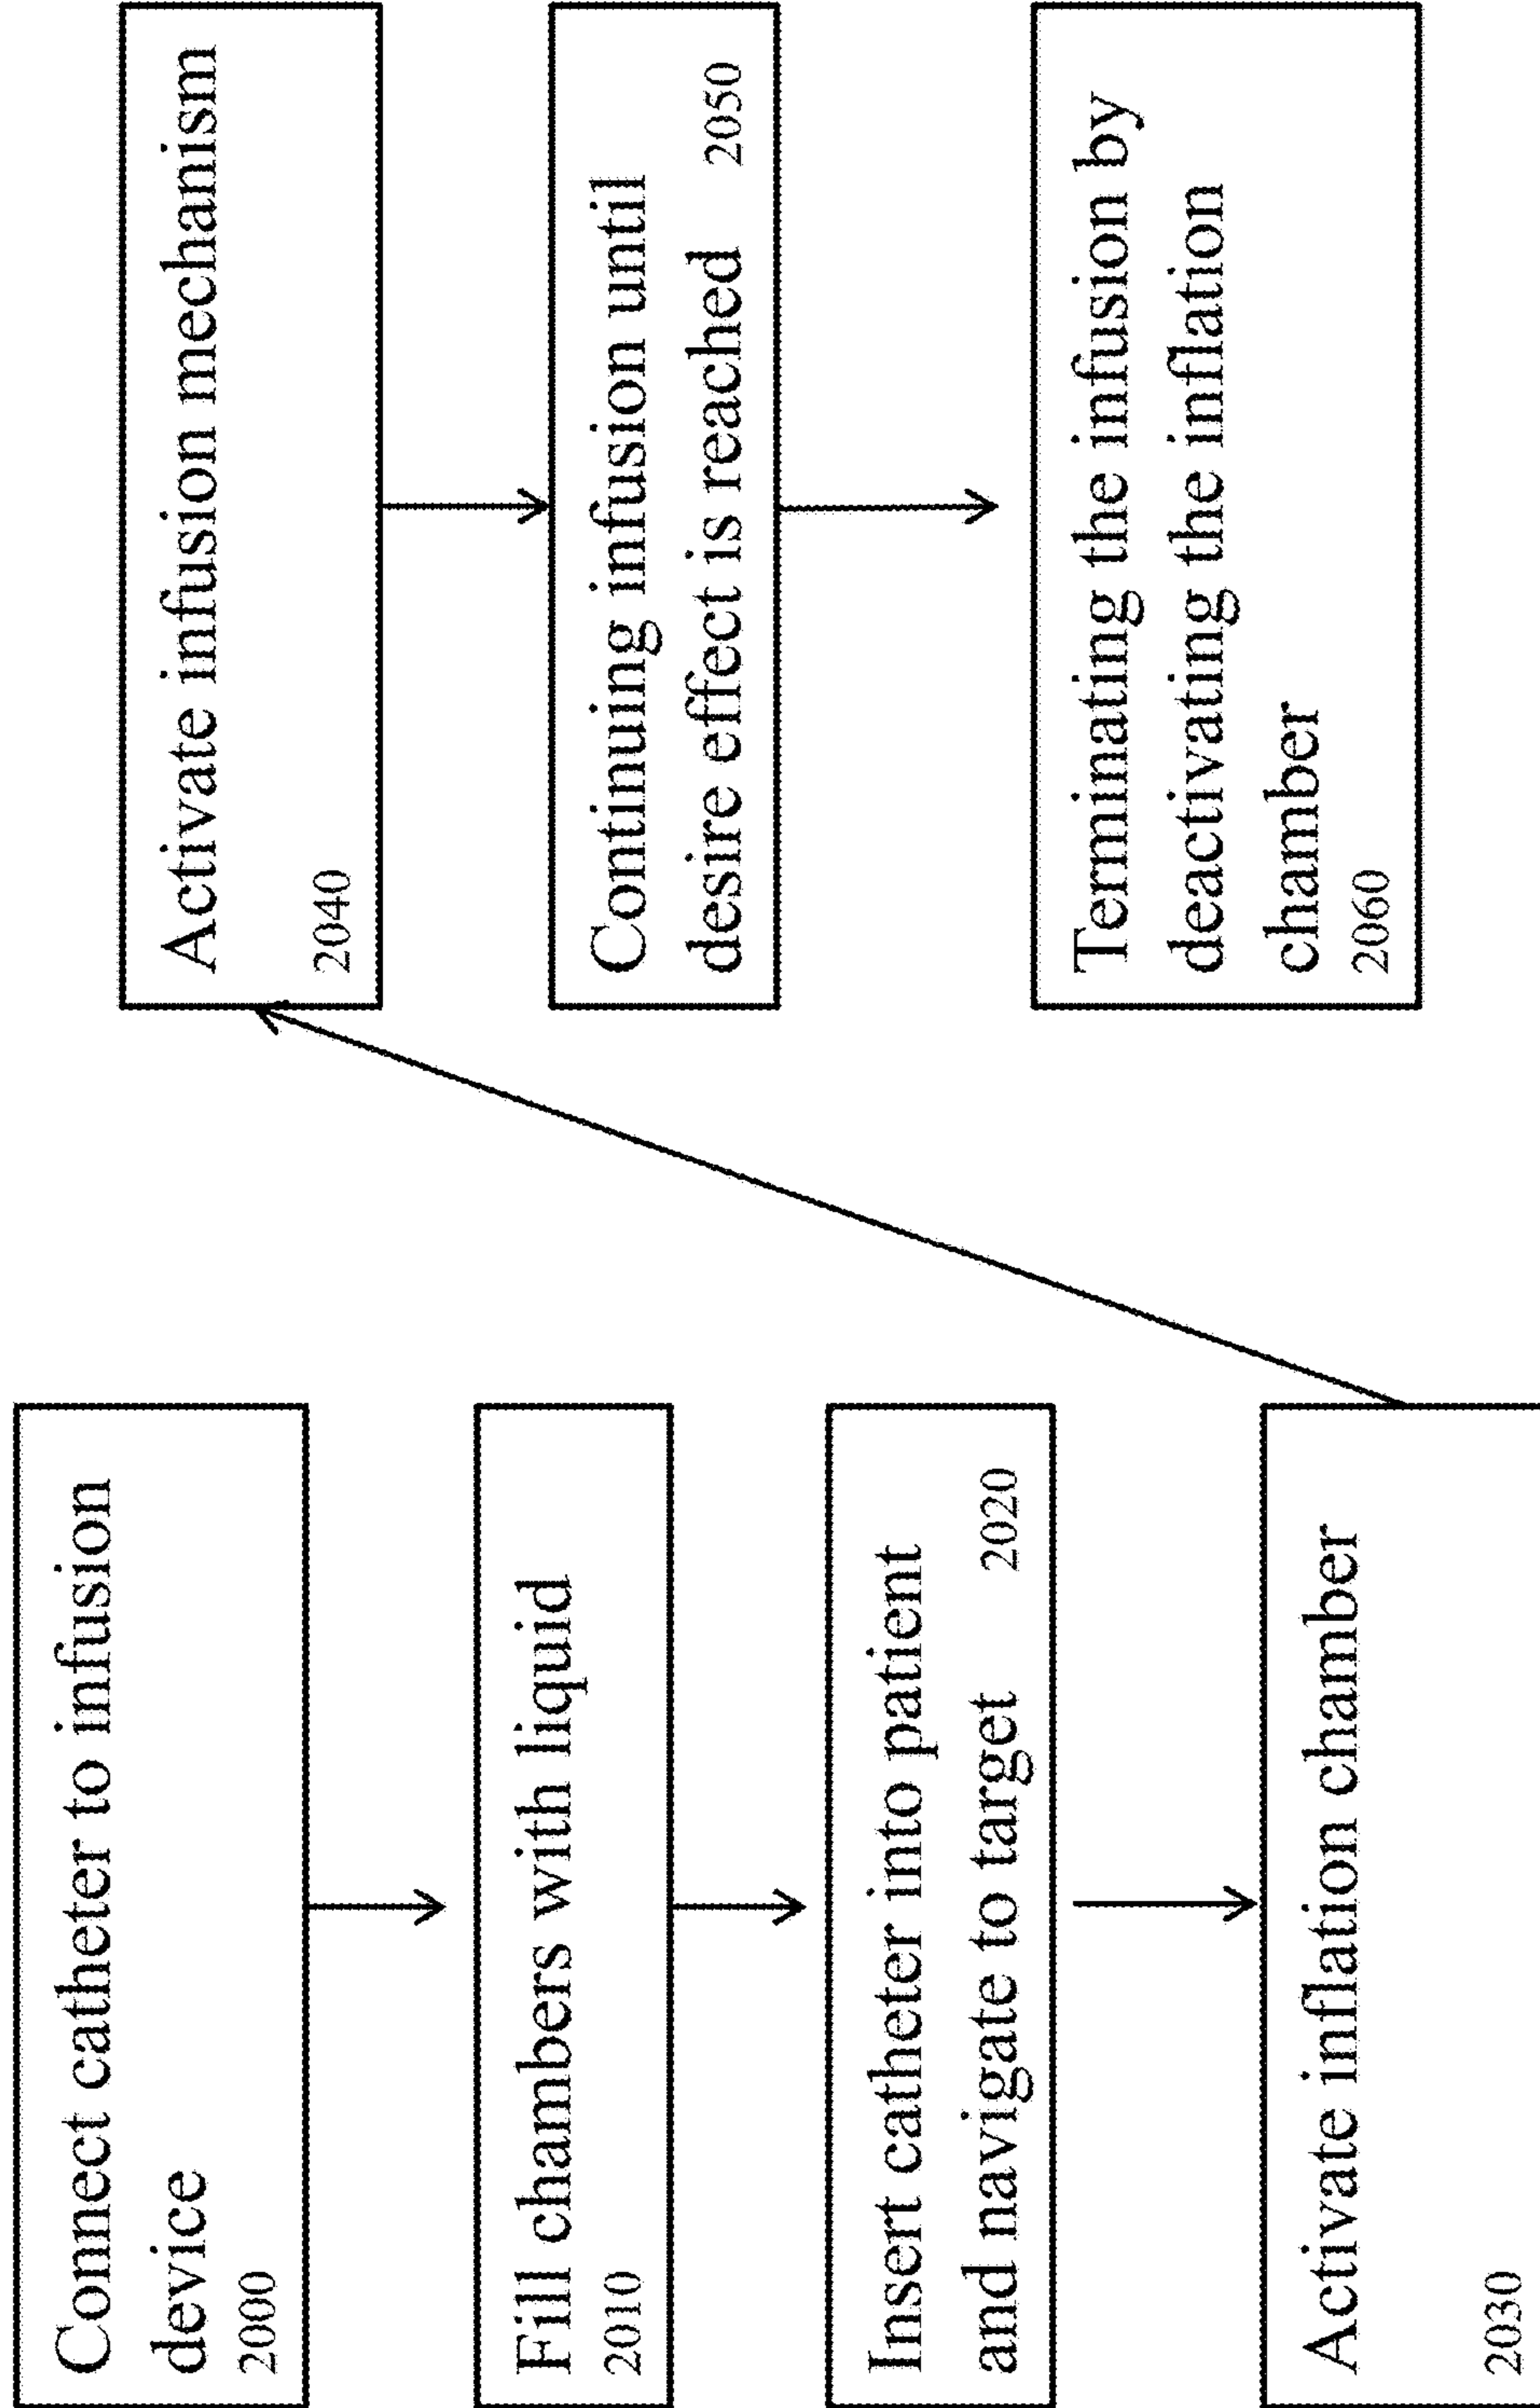 Connect catheter to infusion
device
2000
Fill chambers with liquid
2010
Insert catheter into patient
and navigate to target 2020
Activate inflation chamber
2030
Activate infusion mechanism
2040
Continuing infusion until
desire effect is reached 2050
Terminating the infusion by
deactivating the inflation
chamber
2060